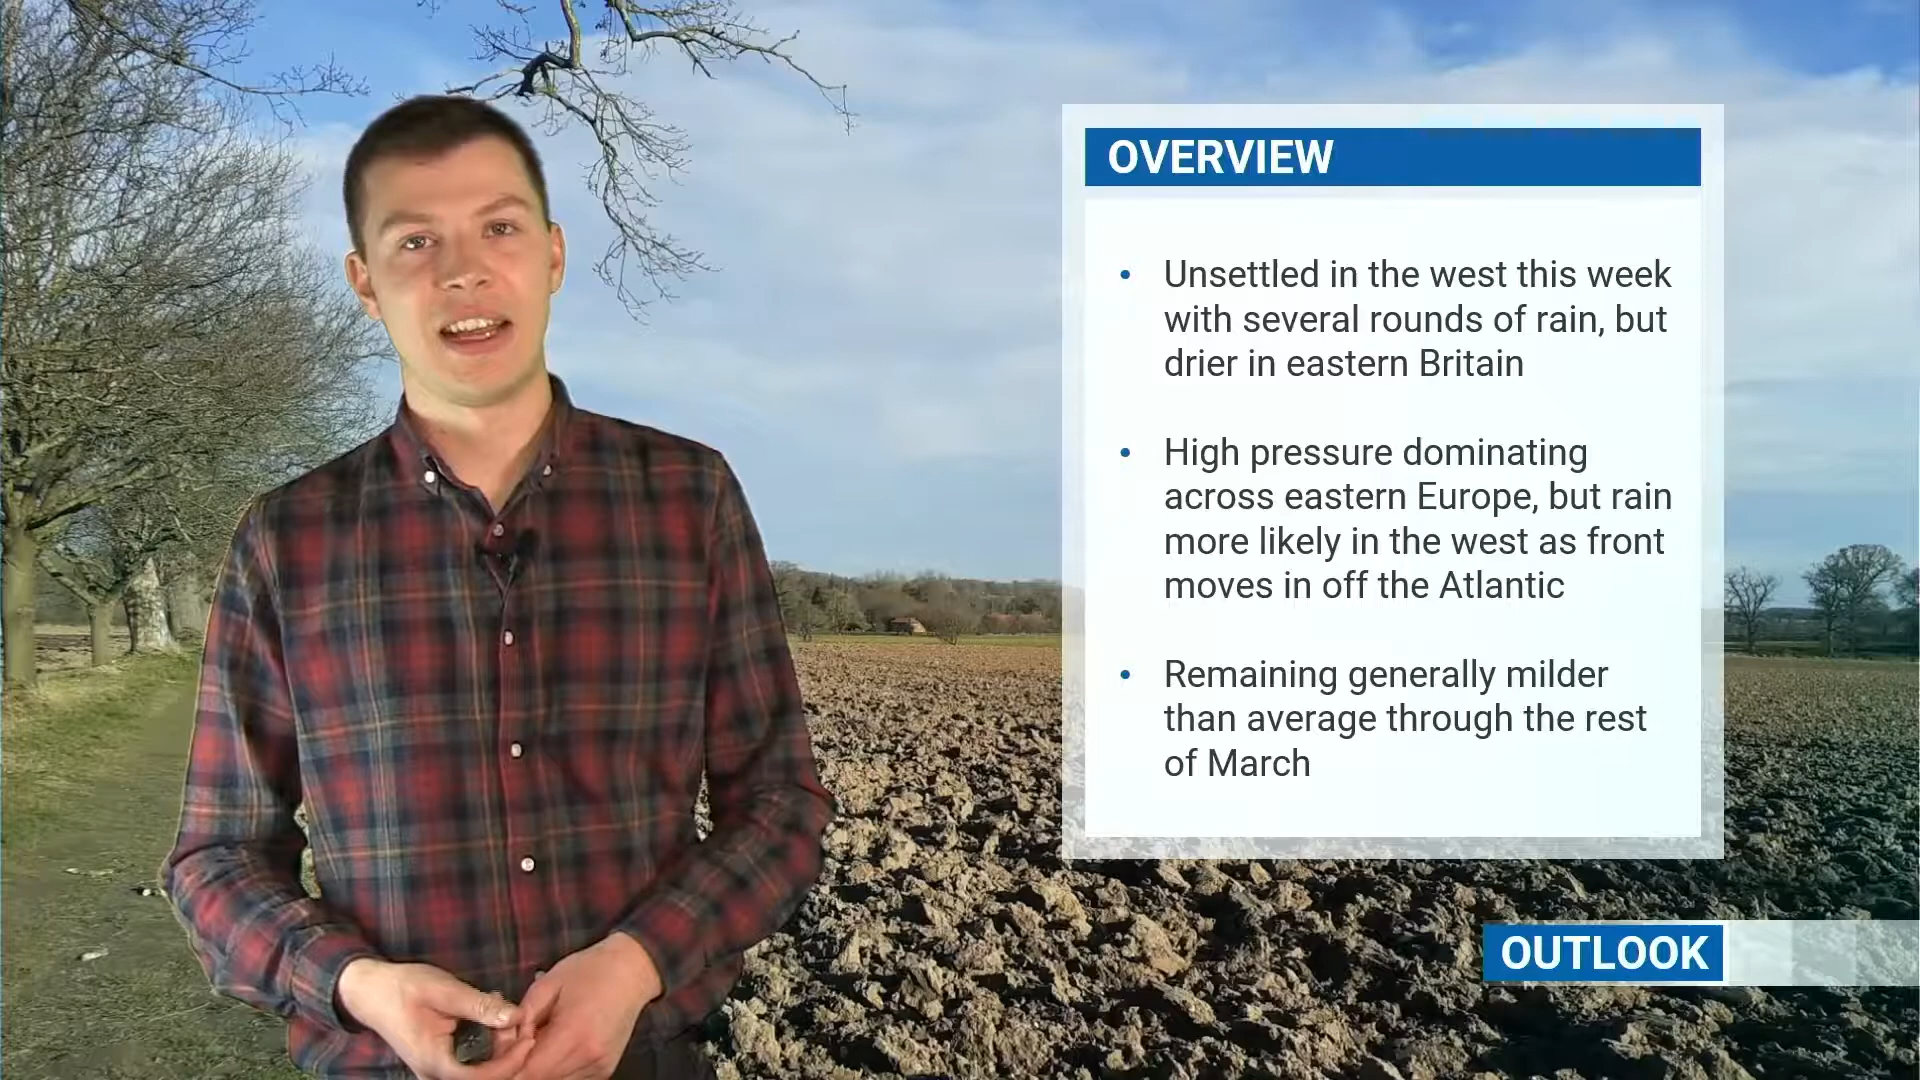 OVERVIEW
• Unsettled in the west this week
with several rounds of rain, but
drier in eastern Britain
• High pressure dominating
across eastern Europe, but rain
more likely in the west as front
moves in off the Atlantic
• Remaining generally milder
than average through the rest
of March
OUTLOOK